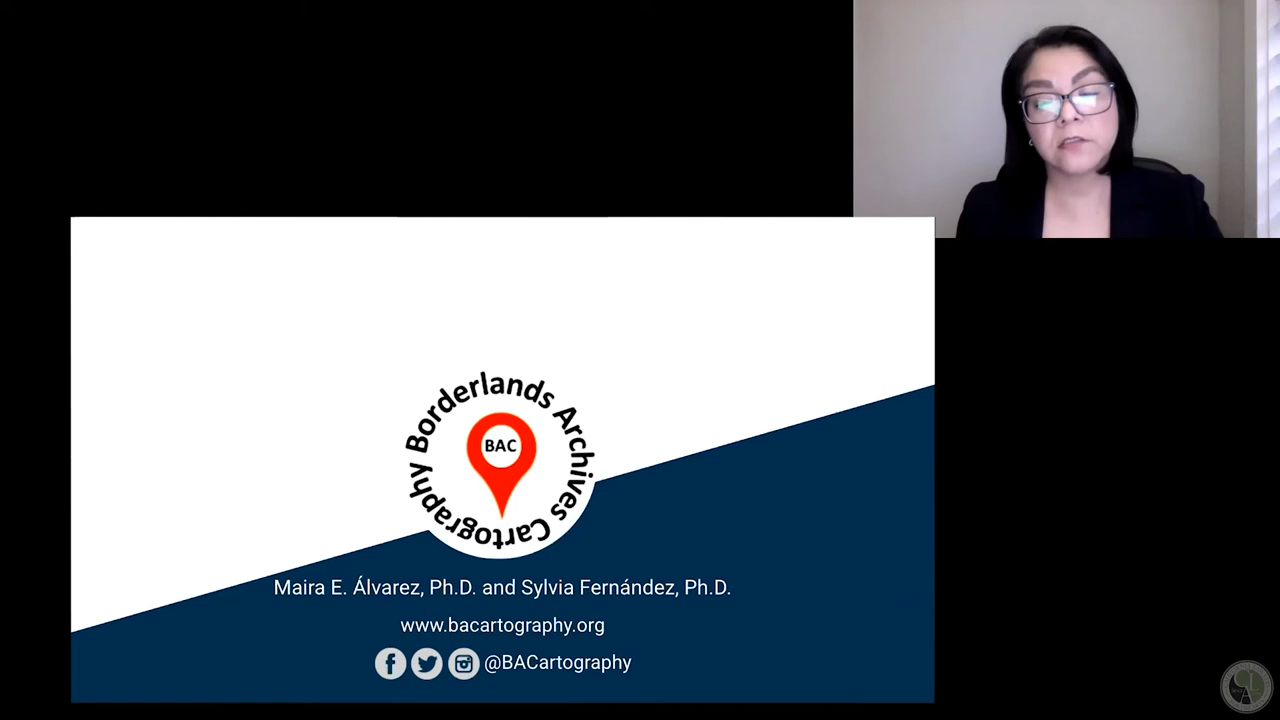 Borderlands Archives Cartography
BAC
Maira E. Álvarez, Ph.D. and Sylvia Fernández, Ph.D.
www.bacartography.org
@BACartography